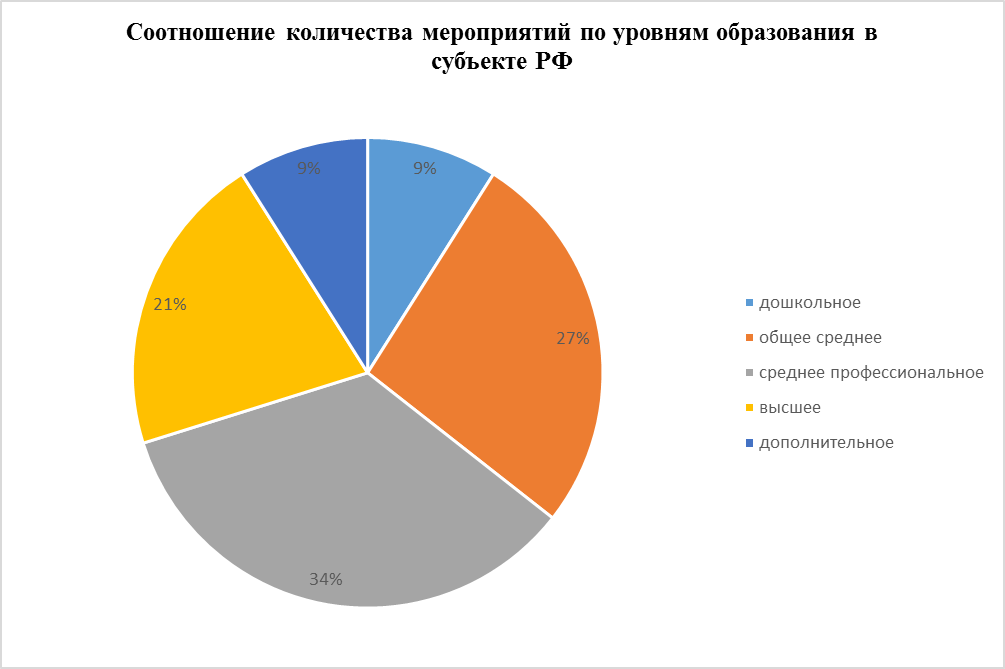 Соотношение количества мероприятий по уровням образования в
субъекте РФ
9%
9%
27%
21%
34%
дошкольное
общее среднее
среднее профессиональное
высшее
дополнительное